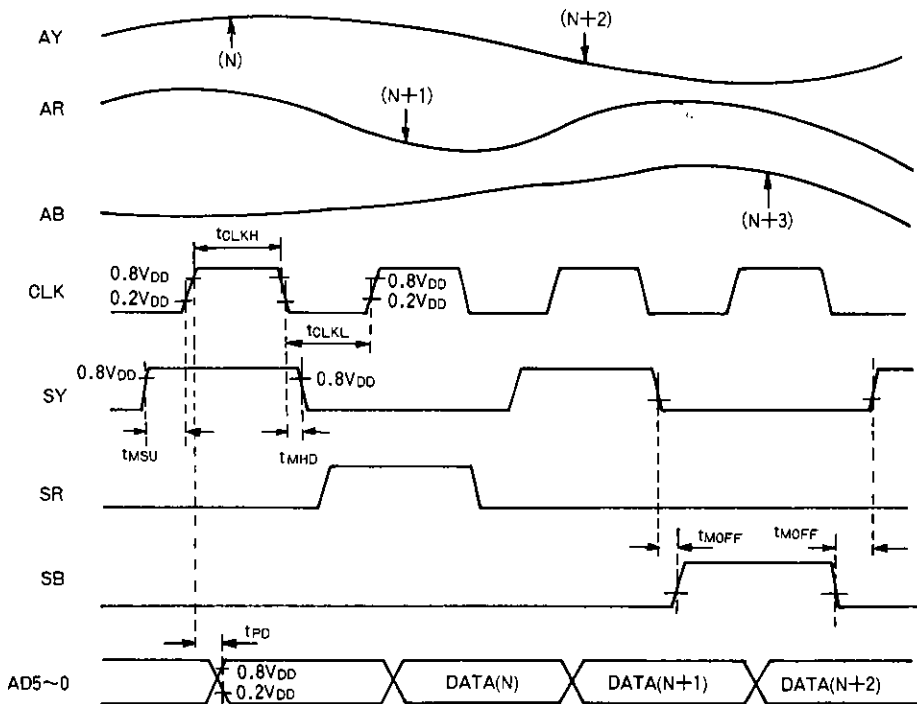 AY
(N)
(N+2)
AR
(N+1)
AB
(N+3)
tCLKH
CLK
0.8VDD
0.2VDD
0.8VDD
0.2VDD
tCLKL
SY
0.8VDD
0.8VDD
tMSU
tMHD
SR
tMOFF
tMOFF
SB
tPD
AD5~0
0.8VDD
0.2VDD
DATA(N)
DATA(N+1)
DATA(N+2)